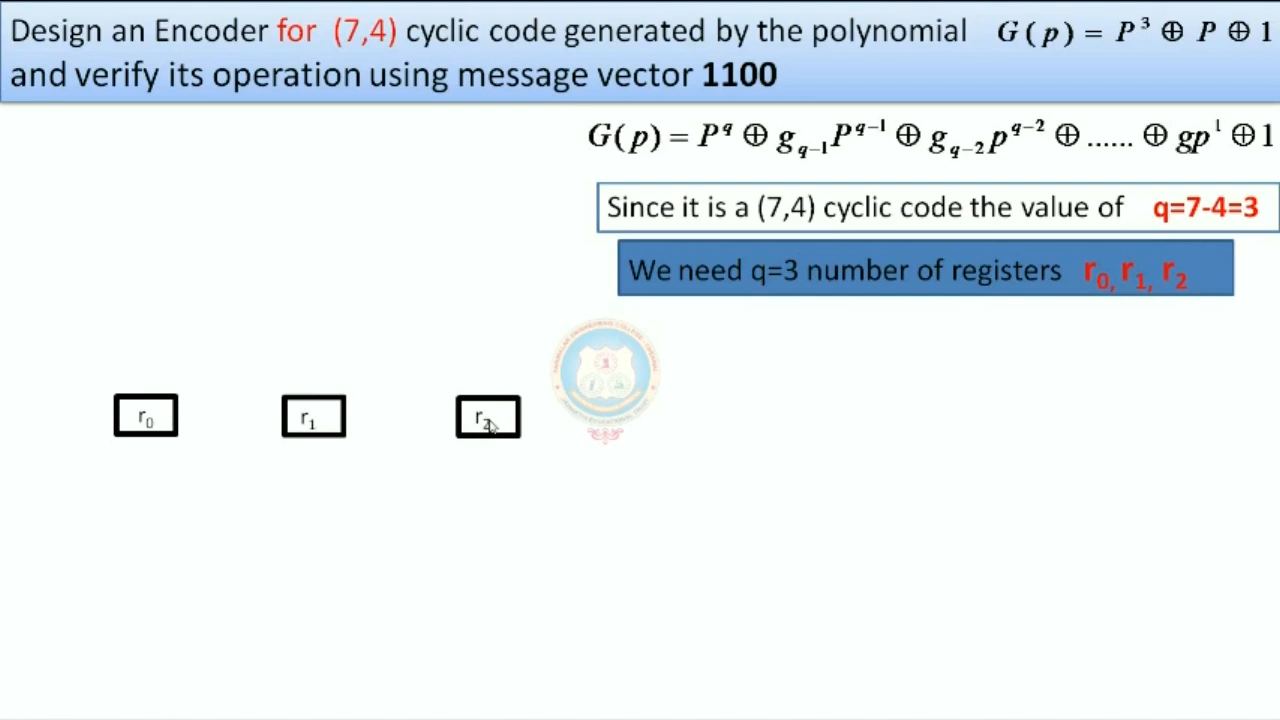 Design an Encoder for (7,4) cyclic code generated by the polynomial G(p) = P³ ⊕ P ⊕ 1
and verify its operation using message vector 1100
G(p) = P^q ⊕ g_{q-1}P^{q-1} ⊕ g_{q-2}p^{q-2} ⊕ ...... ⊕ gp^1 ⊕ 1
Since it is a (7,4) cyclic code the value of q=7-4=3
We need q=3 number of registers r₀, r₁, r₂
r₀ r₁ r₂